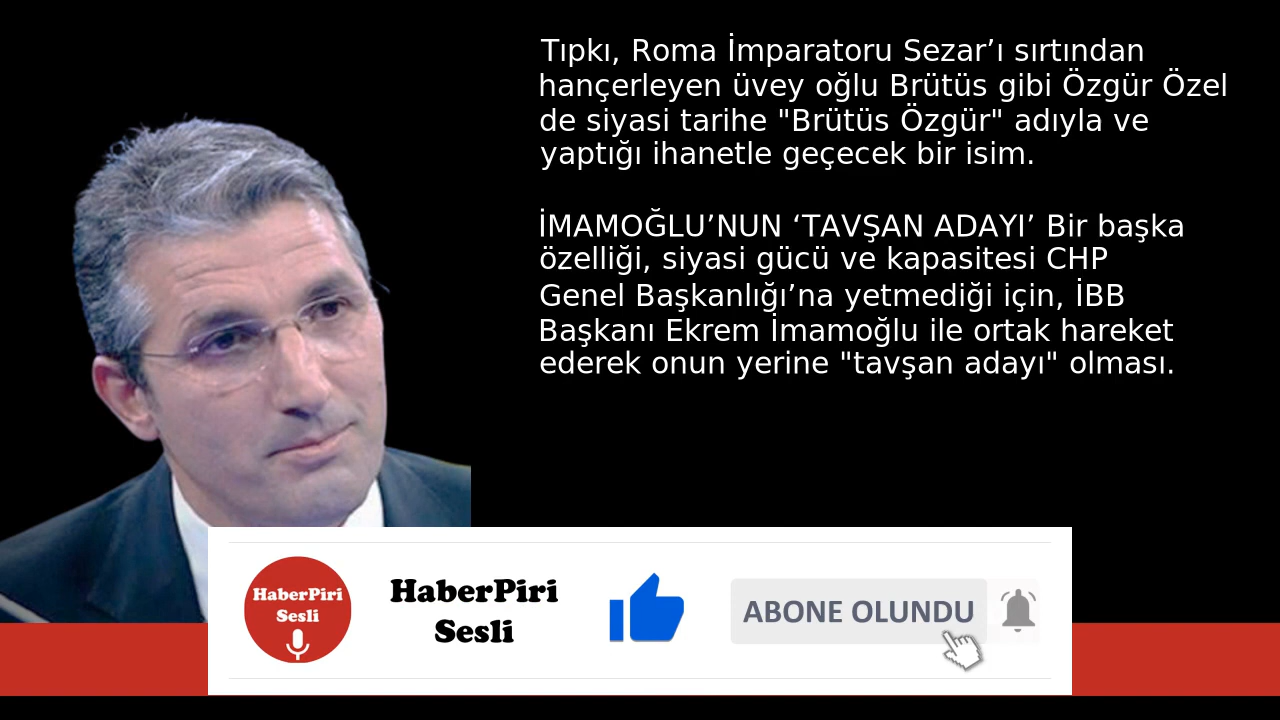 Tıpkı, Roma İmparatoru Sezar’ı sırtından
hançerleyen üvey oğlu Brütüs gibi Özgür Özel
de siyasi tarihe "Brütüs Özgür" adıyla ve
yaptığı ihanetle geçecek bir isim.
İMAMOĞLU’NUN ‘TAVŞAN ADAYI’ Bir başka
özelliği, siyasi gücü ve kapasitesi CHP
Genel Başkanlığı’na yetmediği için, İBB
Başkanı Ekrem İmamoğlu ile ortak hareket
ederek onun yerine "tavşan adayı" olması.
HaberPiri
Sesli
HaberPiri
Sesli
ABONE OLUNDU